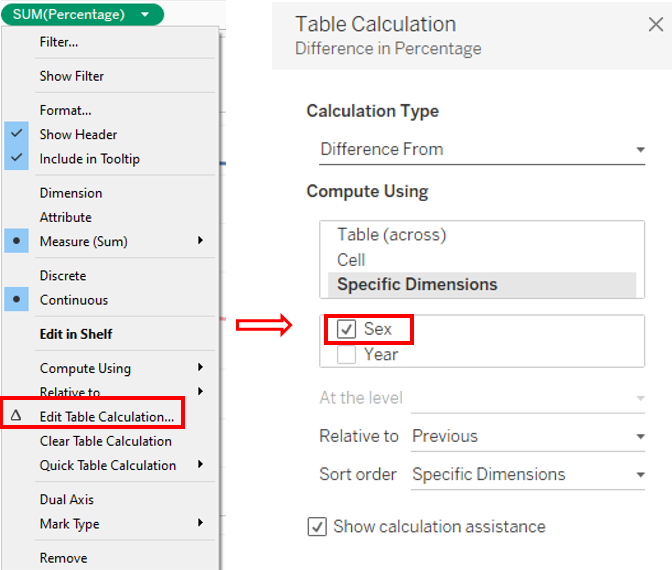 SUM(Percentage)
Filter...
Show Filter
Format...
Show Header
Include in Tooltip
Dimension
Attribute
Measure (Sum)
Discrete
Continuous
Edit in Shelf
Compute Using
Relative to
Edit Table Calculation...
Clear Table Calculation
Quick Table Calculation
Dual Axis
Mark Type
Remove
Table Calculation
Difference in Percentage
Calculation Type
Difference From
Compute Using
Table (across)
Cell
Specific Dimensions
Sex
Year
At the level
Relative to Previous
Sort order Specific Dimensions
Show calculation assistance